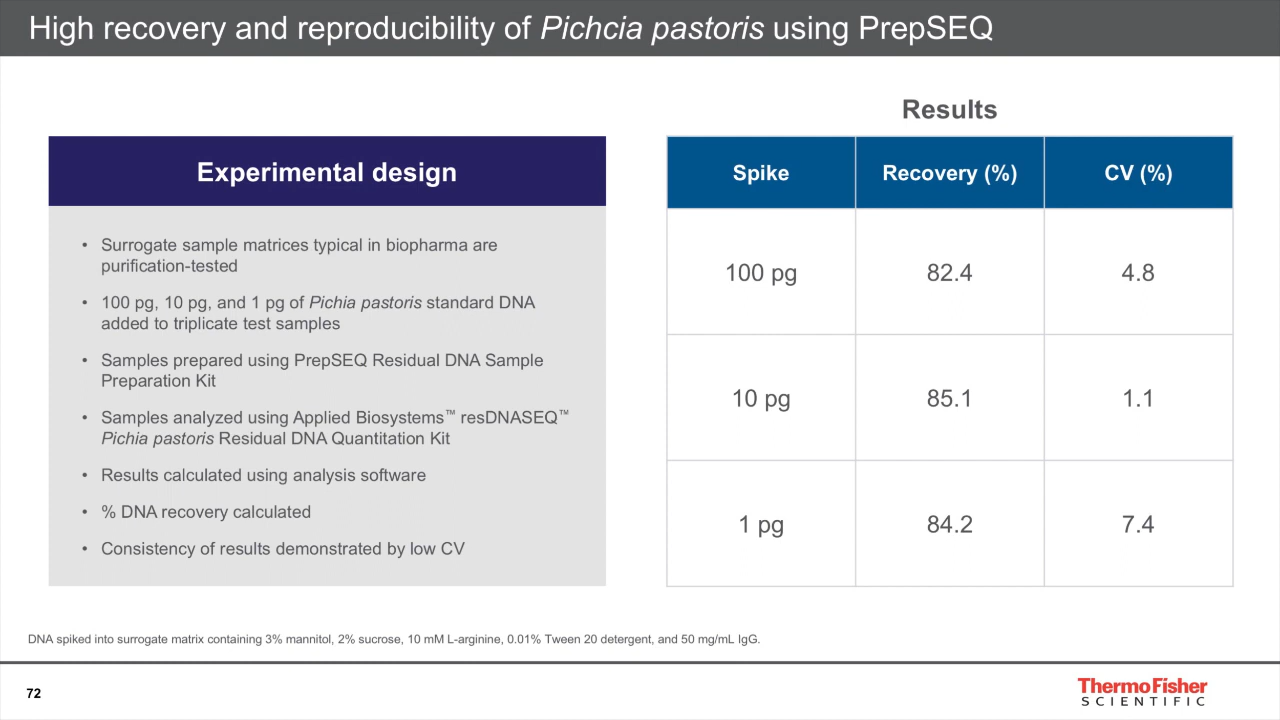 High recovery and reproducibility of Pichcia pastoris using PrepSEQ
Experimental design
• Surrogate sample matrices typical in biopharma are
purification-tested
• 100 pg, 10 pg, and 1 pg of Pichia pastoris standard DNA
added to triplicate test samples
• Samples prepared using PrepSEQ Residual DNA Sample
Preparation Kit
• Samples analyzed using Applied Biosystems™ resDNASEQ™
Pichia pastoris Residual DNA Quantitation Kit
• Results calculated using analysis software
• % DNA recovery calculated
• Consistency of results demonstrated by low CV
Results
Spike Recovery (%) CV (%)
100 pg 82.4 4.8
10 pg 85.1 1.1
1 pg 84.2 7.4
DNA spiked into surrogate matrix containing 3% mannitol, 2% sucrose, 10 mM L-arginine, 0.01% Tween 20 detergent, and 50 mg/mL IgG.
72
ThermoFisher
SCIENTIFIC